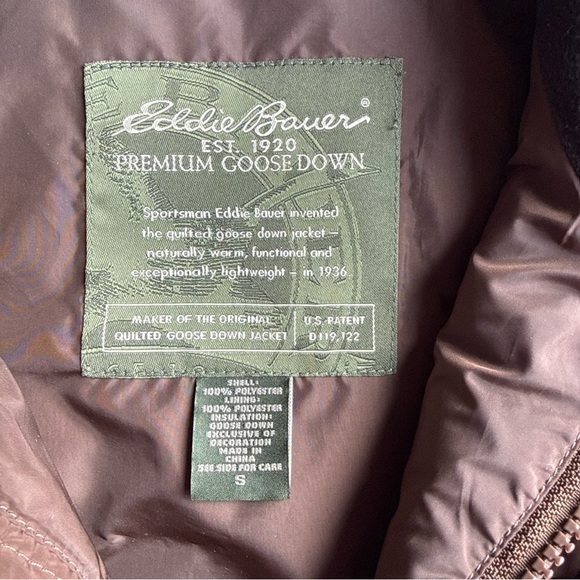 Eddie Bauer®
EST. 1920
PREMIUM GOOSE DOWN
Sportsman Eddie Bauer invented
the quilted goose down jacket –
naturally warm, functional and
exceptionally lightweight – in 1936.
MAKER OF THE ORIGINAL
QUILTED GOOSE DOWN JACKET
U.S. PATENT
D119,122
SHELL:
100% POLYESTER
LINING:
100% POLYESTER
INSULATION:
GOOSE DOWN
EXCLUSIVE OF
DECORATION
MADE IN
CHINA
SEE SIDE FOR CARE
S